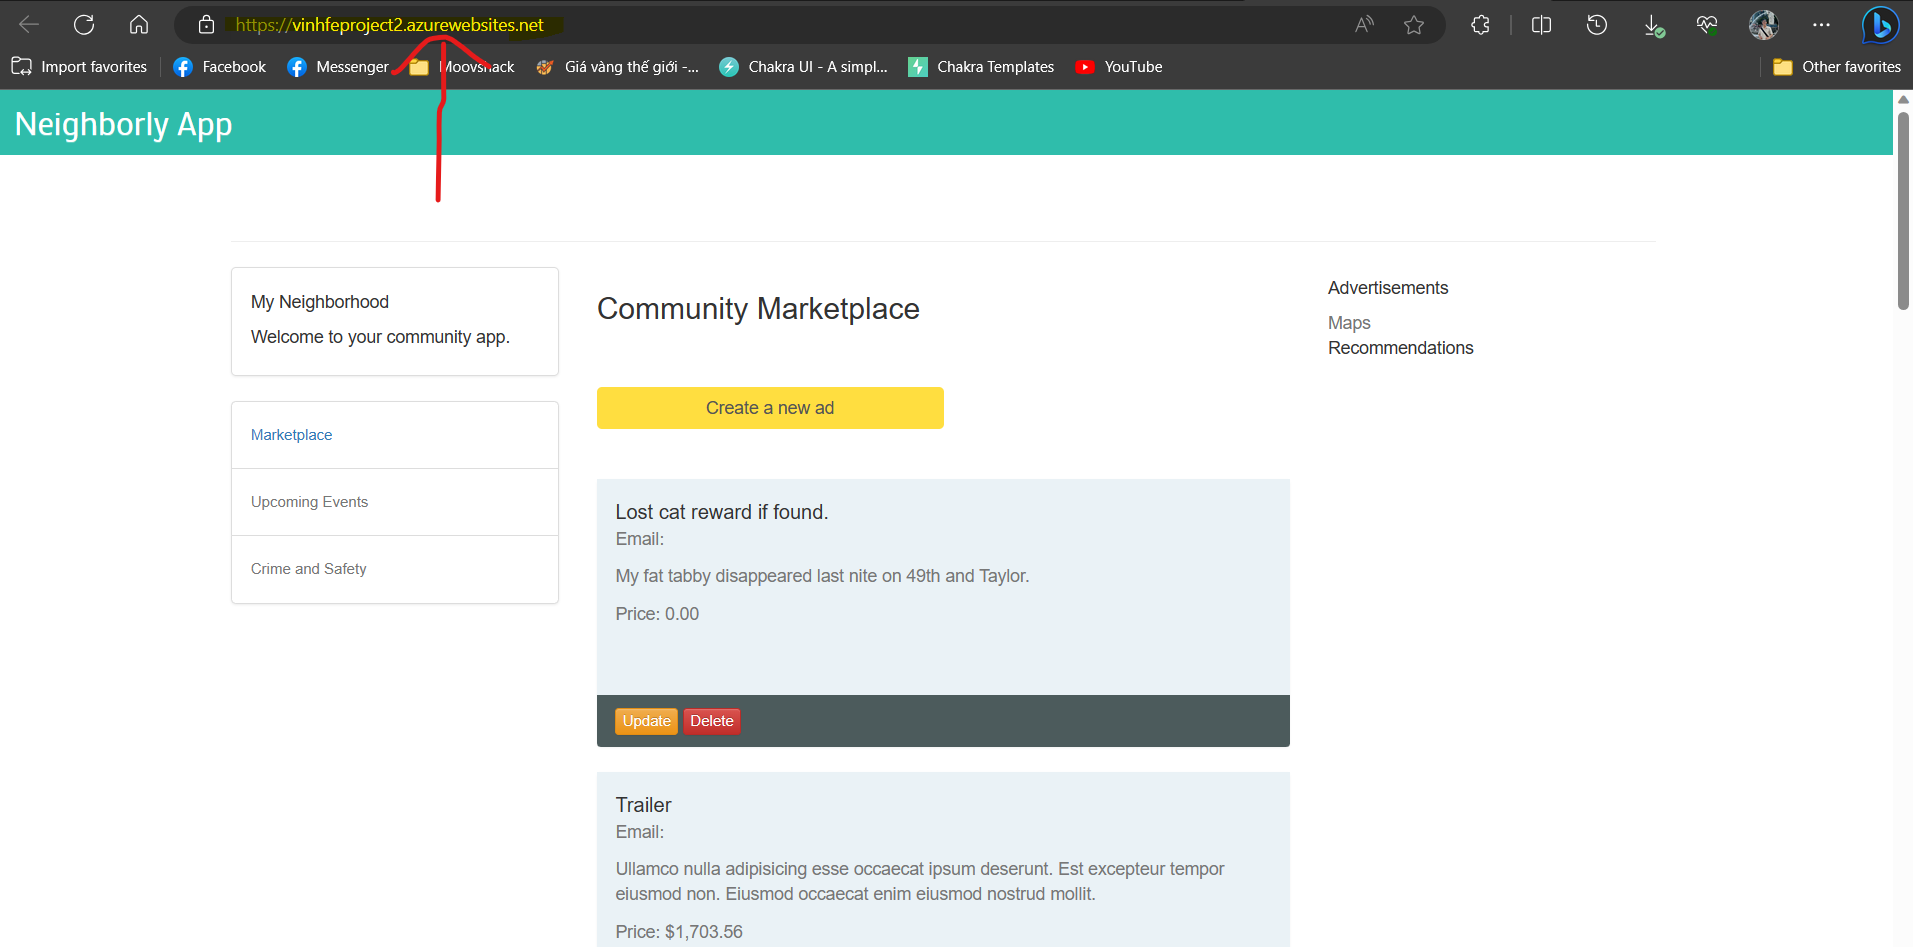 https://vinhfeproject2.azurewebsites.net
Import favorites
Facebook
Messenger
Moovsnack
Giá vàng thế giới -...
Chakra UI - A simpl...
Chakra Templates
YouTube
Other favorites
Neighborly App
My Neighborhood
Welcome to your community app.
Marketplace
Upcoming Events
Crime and Safety
Community Marketplace
Create a new ad
Lost cat reward if found.
Email:
My fat tabby disappeared last nite on 49th and Taylor.
Price: 0.00
Update Delete
Trailer
Email:
Ullamco nulla adipisicing esse occaecat ipsum deserunt. Est excepteur tempor
eiusmod non. Eiusmod occaecat enim eiusmod nostrud mollit.
Price: $1,703.56
Advertisements
Maps
Recommendations